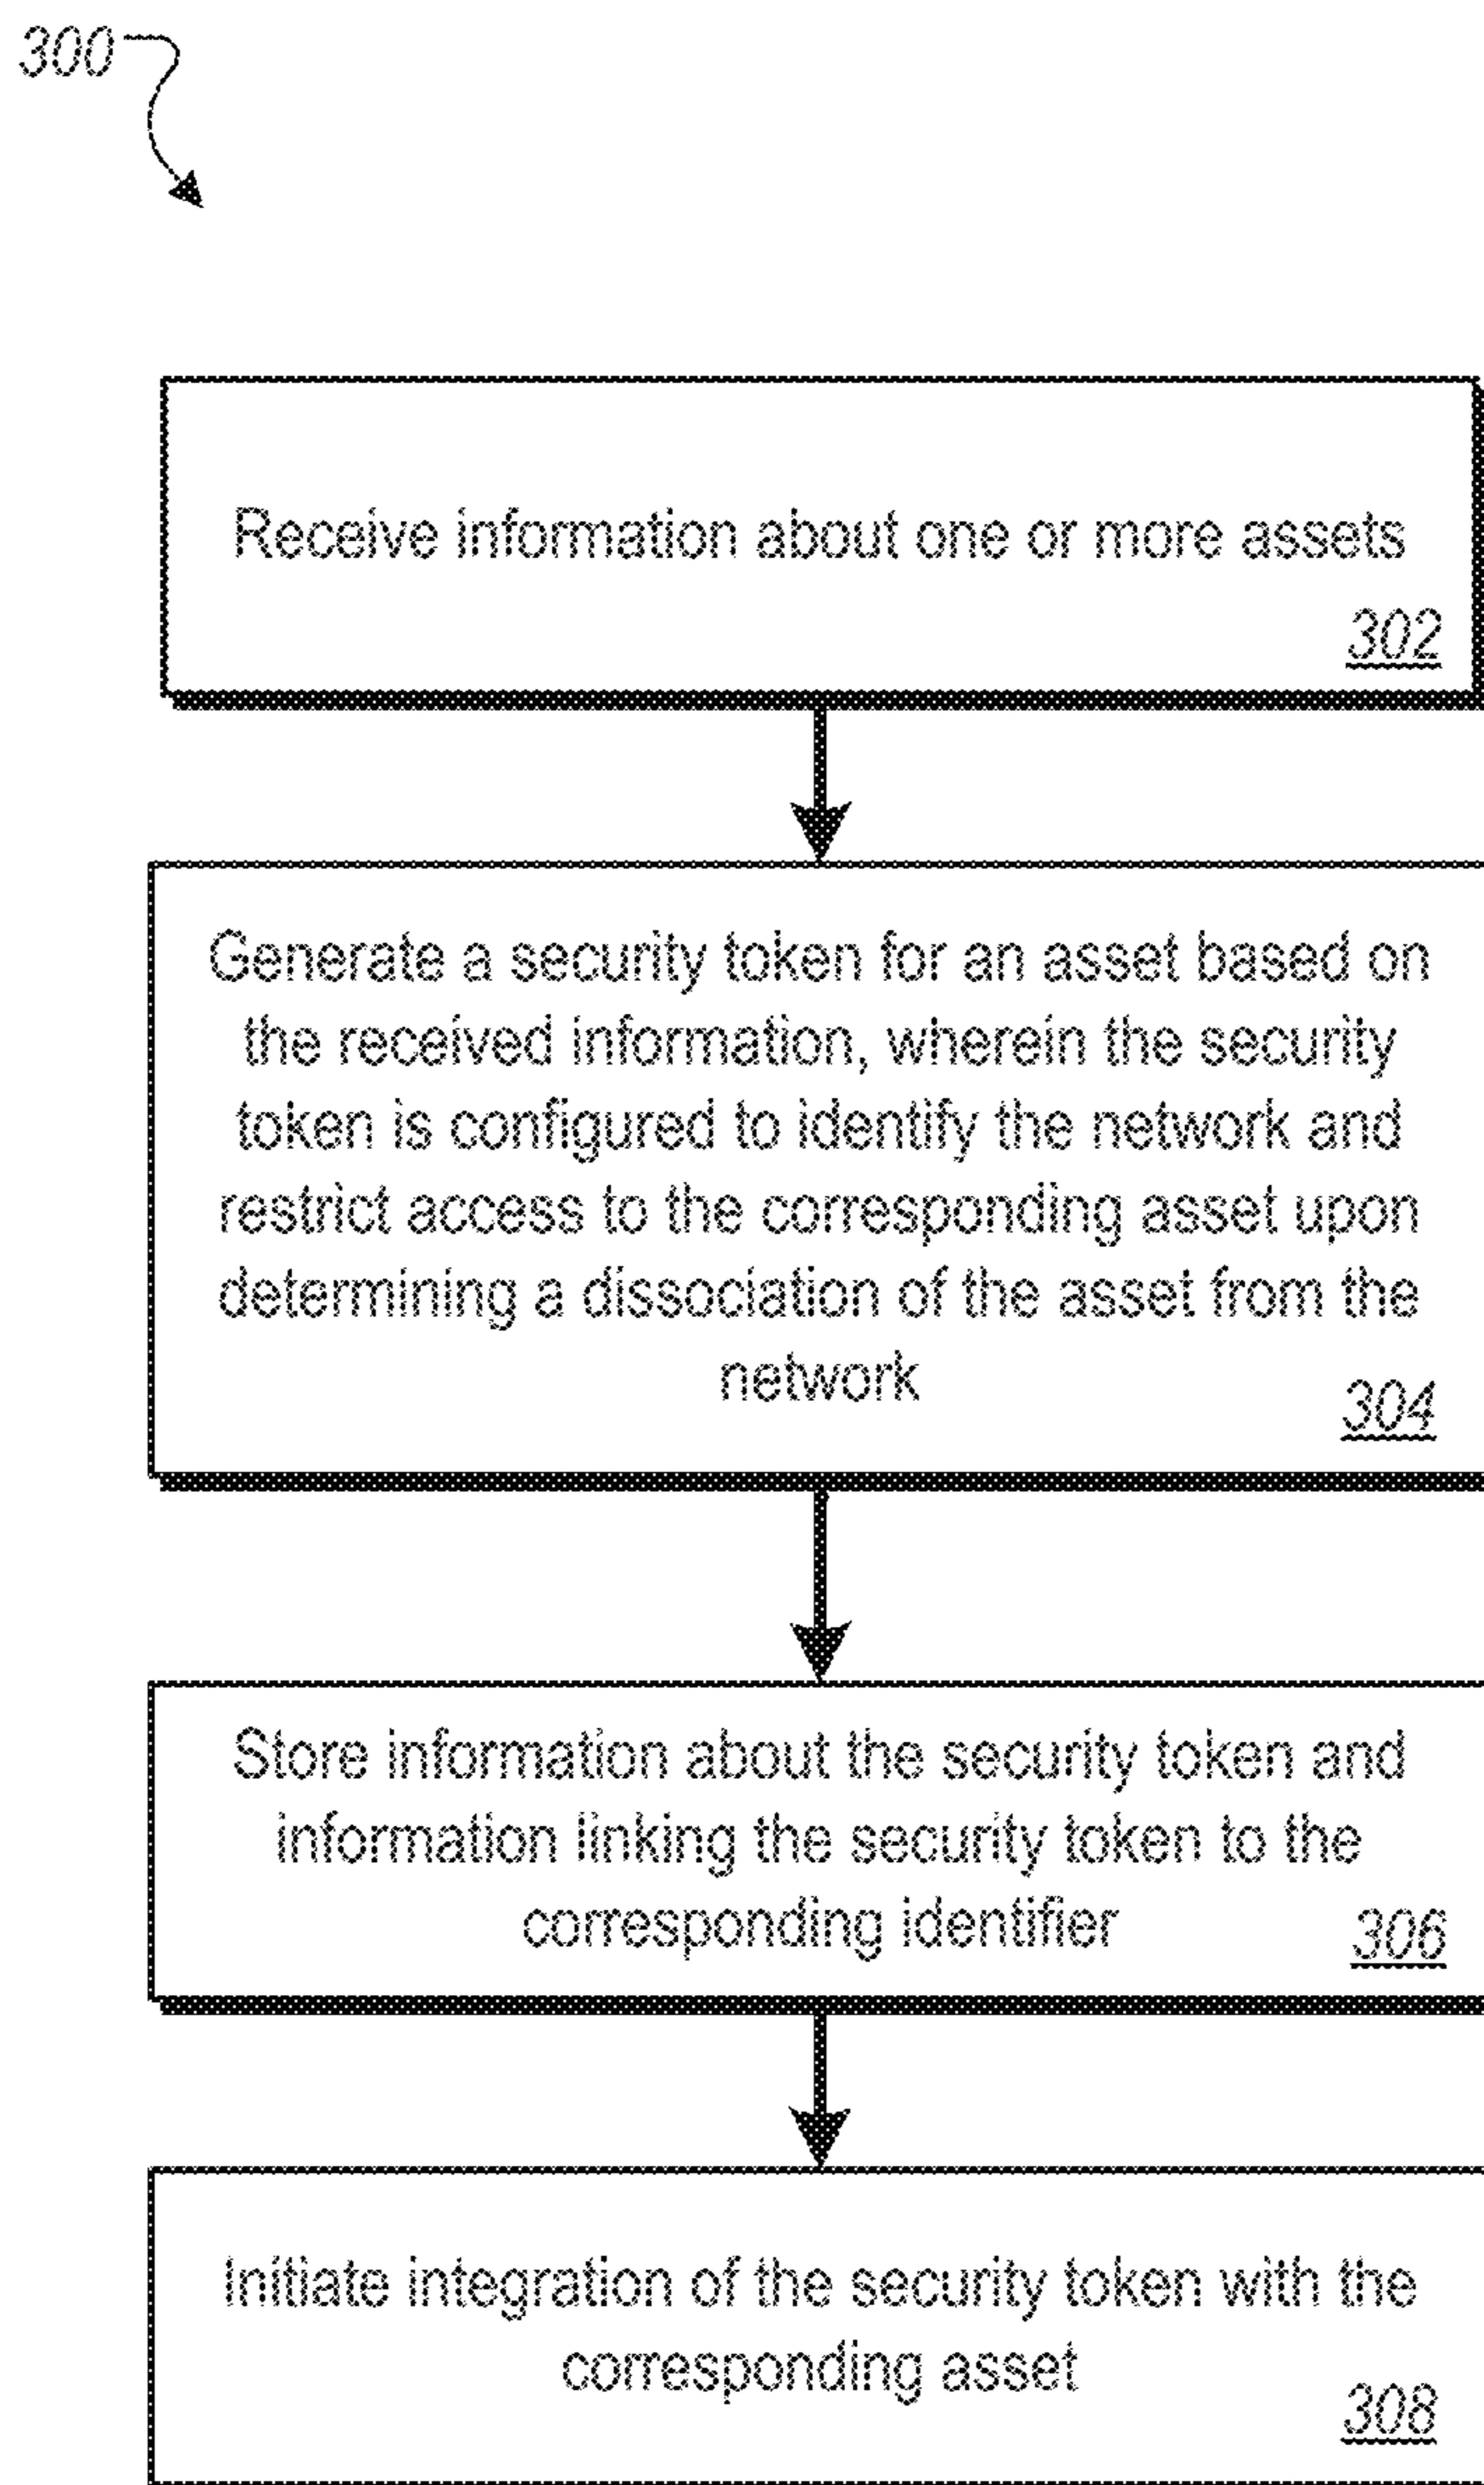 300
Receive information about one or more assets
302
Generate a security token for an asset based on
the received information, wherein the security
token is configured to identify the network and
restrict access to the corresponding asset upon
determining a dissociation of the asset from the
network
304
Store information about the security token and
information linking the security token to the
corresponding identifier
306
Initiate integration of the security token with the
corresponding asset
308